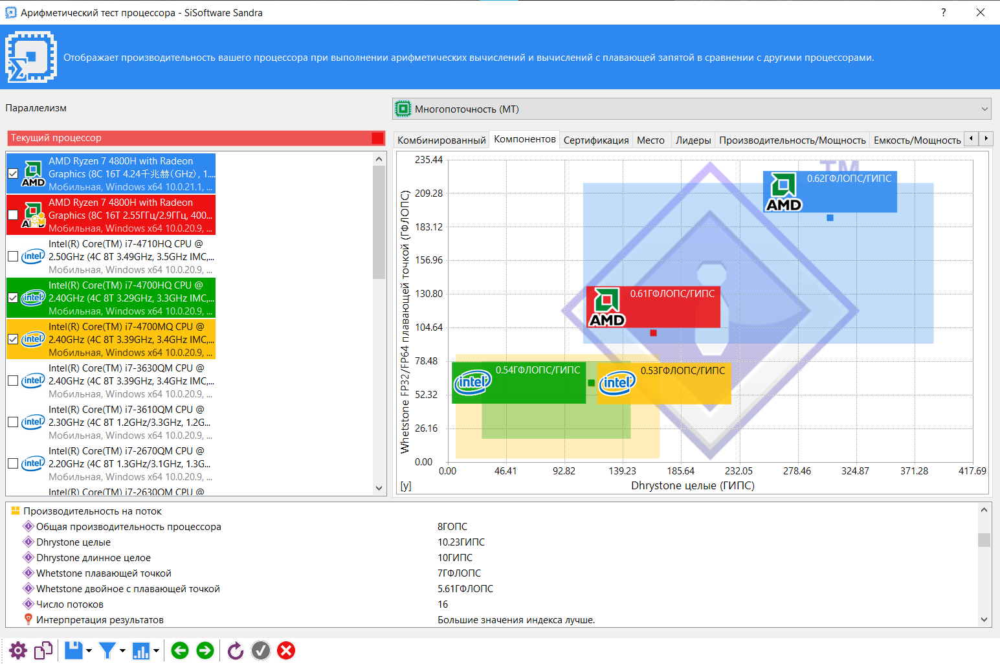 Арифметический тест процессора - SiSoftware Sandra
?
Отображает производительность вашего процессора при выполнении арифметических вычислений и вычислений с плавающей запятой в сравнении с другими процессорами.
Параллелизм
Многопоточность (МТ)
Текущий процессор
AMD Ryzen 7 4800H with Radeon
Graphics (8C 16T 4.24千兆赫(GHz), 1....
Мобильная, Windows x64 10.0.21.1, ...
AMD
AMD Ryzen 7 4800H with Radeon
Graphics (8C 16T 2.55ГГц/2.9ГГц, 400...
Мобильная, Windows x64 10.0.20.9, ...
Intel(R) Core(TM) i7-4710HQ CPU @
2.50GHz (4C 8T 3.49GHz, 3.5GHz IMC,...
Мобильная, Windows x64 10.0.20.9, ...
intel
Intel(R) Core(TM) i7-4700HQ CPU @
2.40GHz (4C 8T 3.29GHz, 3.3GHz IMC,...
Мобильная, Windows x64 10.0.20.9, ...
intel
Intel(R) Core(TM) i7-4700MQ CPU @
2.40GHz (4C 8T 3.39GHz, 3.4GHz IMC,...
Мобильная, Windows x64 10.0.20.9, ...
intel
Intel(R) Core(TM) i7-3630QM CPU @
2.40GHz (4C 8T 3.39GHz, 3.4GHz IMC,...
Мобильная, Windows x64 10.0.20.9, ...
intel
Intel(R) Core(TM) i7-3610QM CPU @
2.30GHz (4C 8T 1.2GHz/3.3GHz, 1.2G...
Мобильная, Windows x64 10.0.20.9, ...
intel
Intel(R) Core(TM) i7-2670QM CPU @
2.20GHz (4C 8T 1.3GHz/3.1GHz, 1.3G...
Мобильная, Windows x64 10.0.20.9, ...
intel
Intel(R) Core(TM) i7-2630QM CPU @
Комбинированный Компонентов Сертификация Место Лидеры Производительность/Мощность Емкость/Мощность
Whetstone FP32/FP64 плавающей точкой (ГФЛОПС)
235.44
209.28
183.12
156.96
130.80
104.64
78.48
52.32
26.16
0.00
TM
AMD 0.62ГФЛОПС/ГИПС
AMD 0.61ГФЛОПС/ГИПС
intel 0.54ГФЛОПС/ГИПС
intel 0.53ГФЛОПС/ГИПС
0.00 46.41 92.82 139.23 185.64 232.05 278.46 324.87 371.28 417.69
[y] Dhrystone целые (ГИПС)
Производительность на поток
Общая производительность процессора 8ГОПС
Dhrystone целые 10.23ГИПС
Dhrystone длинное целое 10ГИПС
Whetstone плавающей точкой 7ГФЛОПС
Whetstone двойное с плавающей точкой 5.61ГФЛОПС
Число потоков 16
Интерпретация результатов Большие значения индекса лучше.